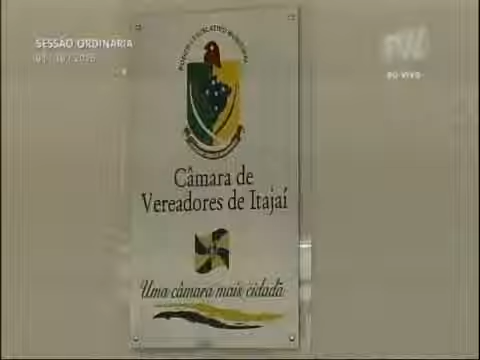 SESSÃO ORDINÁRIA
AO VIVO
Câmara de
Vereadores de Itajaí
Uma câmara mais cidadã